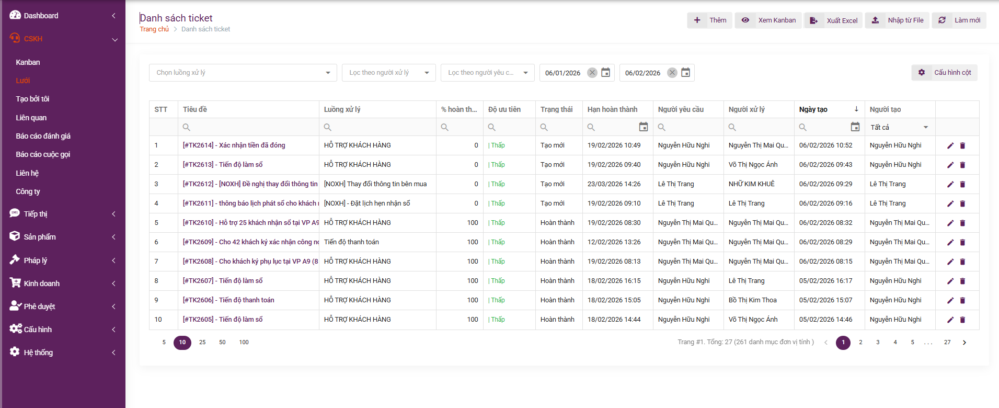 Dashboard
CSKH
Kanban
Lưới
Tạo bởi tôi
Liên quan
Báo cáo đánh giá
Báo cáo cuộc gọi
Liên hệ
Công ty
Tiếp thị
Sản phẩm
Pháp lý
Kinh doanh
Phê duyệt
Cấu hình
Hệ thống
Danh sách ticket
Trang chủ > Danh sách ticket
Thêm Xem Kanban Xuất Excel Nhập từ File Làm mới
Chọn luồng xử lý Lọc theo người xử lý Lọc theo người yêu c... 06/01/2026 06/02/2026 Cấu hình cột
STT Tiêu đề Luồng xử lý % hoàn th... Độ ưu tiên Trạng thái Hạn hoàn thành Người yêu cầu Người xử lý Ngày tạo Người tạo
Tất cả
1 [#TK2614] - Xác nhận tiền đã đóng HỖ TRỢ KHÁCH HÀNG 0 | Thấp Tạo mới 19/02/2026 10:49 Nguyễn Hữu Nghi Nguyễn Thị Mai Qu... 06/02/2026 10:52 Nguyễn Hữu Nghi
2 [#TK2613] - Tiến độ làm sổ HỖ TRỢ KHÁCH HÀNG 0 | Thấp Tạo mới 19/02/2026 09:40 Nguyễn Hữu Nghi Võ Thị Ngọc Ánh 06/02/2026 09:43 Nguyễn Hữu Nghi
3 [#TK2612] - [NOXH] Đề nghị thay đổi thông tin [NOXH] Thay đổi thông tin bên mua 0 | Thấp Tạo mới 23/03/2026 14:26 Lê Thị Trang NHỮ KIM KHUÊ 06/02/2026 09:29 Lê Thị Trang
4 [#TK2611] - thông báo lịch phát sổ cho khách [NOXH] - Đặt lịch hẹn nhận sổ 0 | Thấp Tạo mới 19/02/2026 09:10 Lê Thị Trang Lê Thị Trang 06/02/2026 09:16 Lê Thị Trang
5 [#TK2610] - Hỗ trợ 25 khách nhận sổ tại VP A9 HỖ TRỢ KHÁCH HÀNG 100 | Thấp Hoàn thành 19/02/2026 08:30 Nguyễn Thị Mai Qu... Nguyễn Thị Mai Qu... 06/02/2026 08:32 Nguyễn Thị Mai Qu...
6 [#TK2609] - Cho 42 khách ký xác nhận công Tiến độ thanh toán 100 | Thấp Hoàn thành 12/02/2026 13:26 Nguyễn Thị Mai Qu... Nguyễn Thị Mai Qu... 06/02/2026 08:29 Nguyễn Thị Mai Qu...
7 [#TK2608] - Cho khách ký phụ lục tại VP A9 (8 HỖ TRỢ KHÁCH HÀNG 100 | Thấp Hoàn thành 19/02/2026 08:13 Nguyễn Thị Mai Qu... Nguyễn Thị Mai Qu... 06/02/2026 08:15 Nguyễn Thị Mai Qu...
8 [#TK2607] - Tiến độ làm sổ HỖ TRỢ KHÁCH HÀNG 100 | Thấp Hoàn thành 18/02/2026 16:15 Nguyễn Hữu Nghi Lê Thị Trang 05/02/2026 16:17 Nguyễn Hữu Nghi
9 [#TK2606] - Tiến độ thanh toán HỖ TRỢ KHÁCH HÀNG 100 | Thấp Hoàn thành 18/02/2026 15:05 Nguyễn Hữu Nghi Bồ Thị Kim Thoa 05/02/2026 15:07 Nguyễn Hữu Nghi
10 [#TK2605] - Tiến độ làm sổ HỖ TRỢ KHÁCH HÀNG 100 | Thấp Hoàn thành 18/02/2026 14:44 Nguyễn Hữu Nghi Võ Thị Ngọc Ánh 05/02/2026 14:46 Nguyễn Hữu Nghi
5 10 25 50 100 Trang #1. Tổng: 27 (261 danh mục đơn vị tính ) 1 2 3 4 5 ... 27